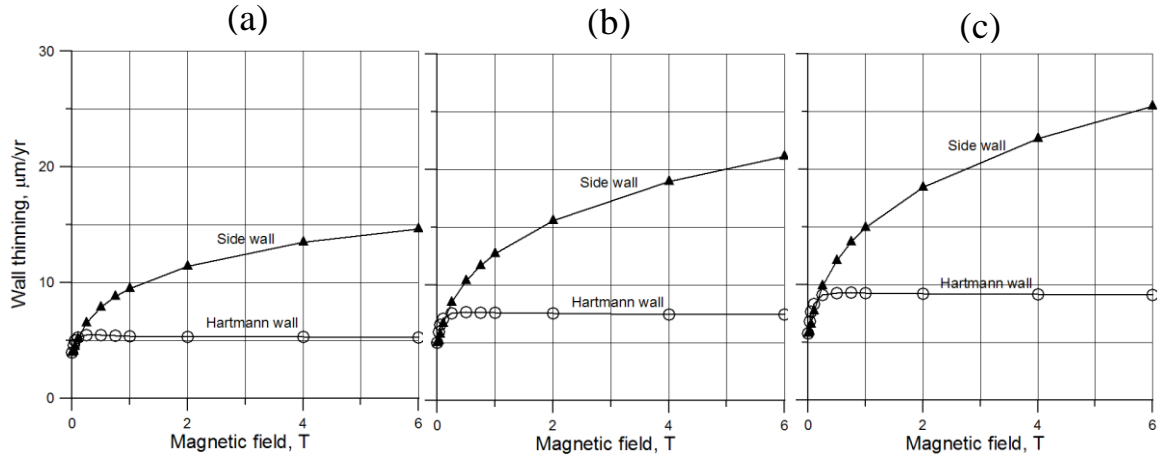 (a)
(b)
(c)
30
20
10
0
Wall thinning, µm/yr
Side wall
Hartmann wall
0 2 4 6
Magnetic field, T
Side wall
Hartmann wall
0 2 4 6
Magnetic field, T
Side wall
Hartmann wall
0 2 4 6
Magnetic field, T